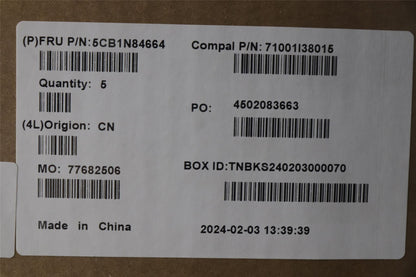 (P)FRU P/N:5CB1N84664
Compal P/N: 71001I38015
Quantity: 5
PO: 4502083663
(4L)Origion: CN
MO: 77682506
BOX ID:TNBKS240203000070
Made in China
2024-02-03 13:39:39